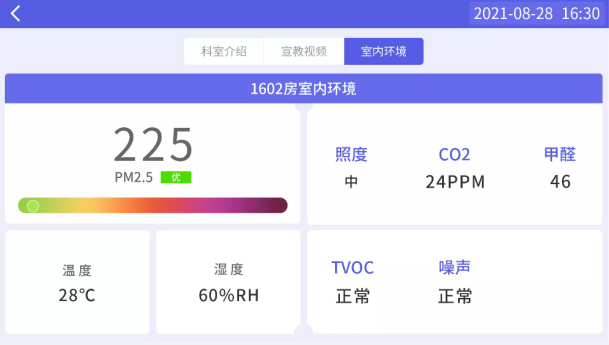 2021-08-28 16:30
科室介绍 宣教视频 室内环境
1602房室内环境
225
PM2.5 优
照度 CO2 甲醛
中 24PPM 46
温度 湿度
28℃ 60%RH
TVOC 噪声
正常 正常